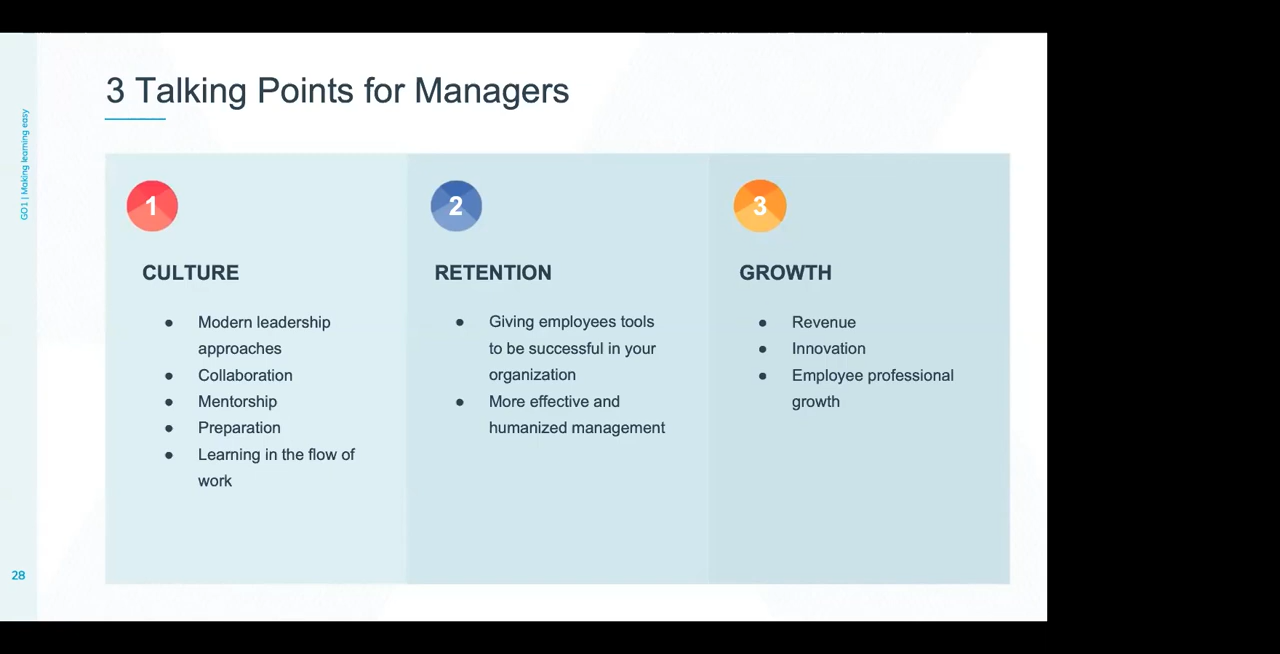 3 Talking Points for Managers
GO1 | Making learning easy
1
CULTURE
● Modern leadership
approaches
● Collaboration
● Mentorship
● Preparation
● Learning in the flow of
work
2
RETENTION
● Giving employees tools
to be successful in your
organization
● More effective and
humanized management
3
GROWTH
● Revenue
● Innovation
● Employee professional
growth
28